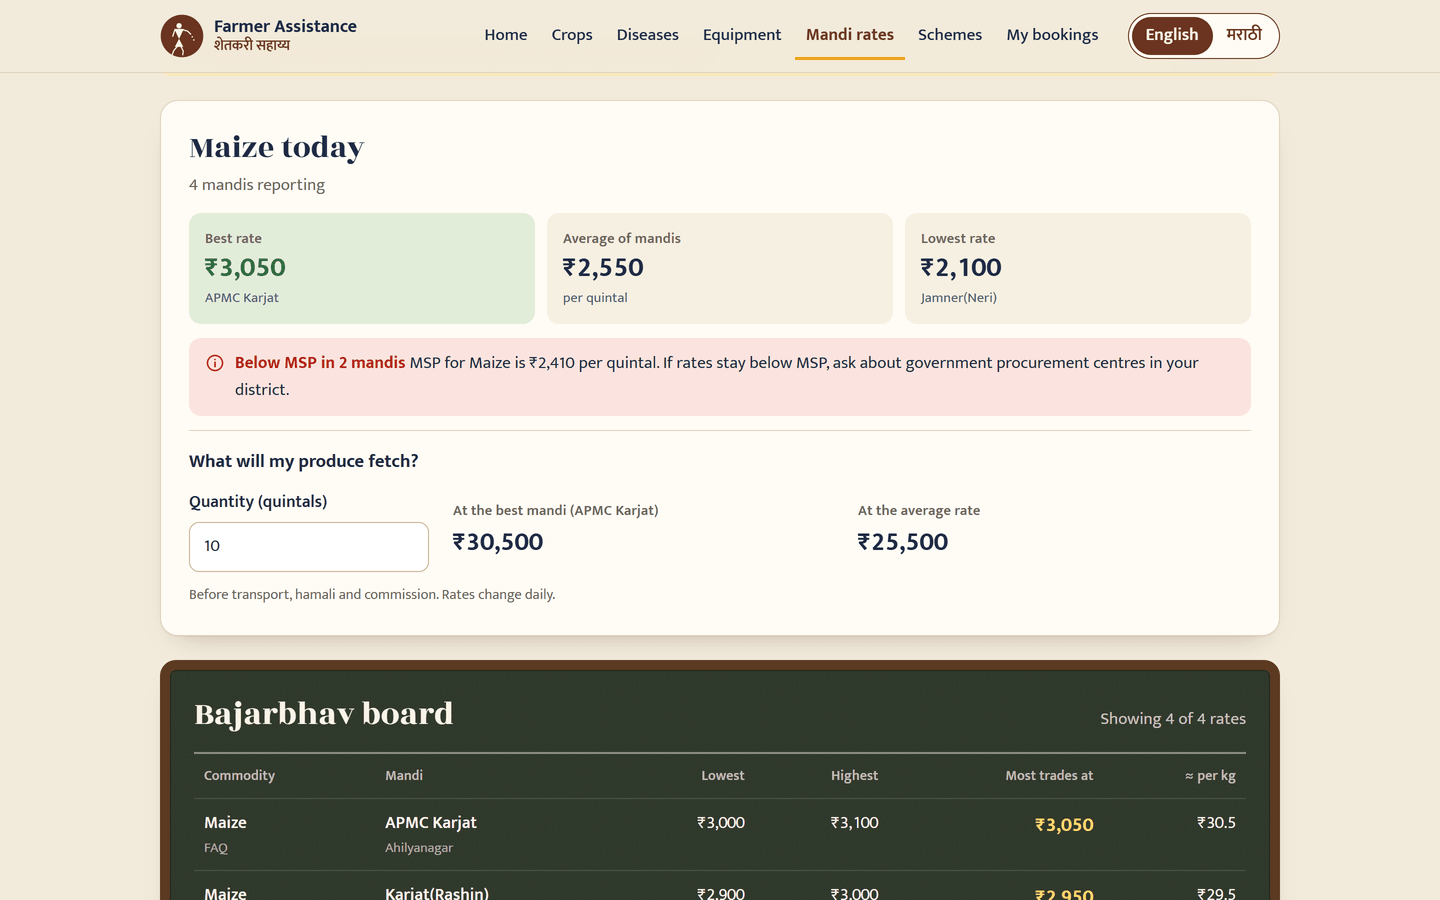 Farmer Assistance
शेतकरी सहाय्य
Home Crops Diseases Equipment Mandi rates Schemes My bookings English मराठी
Maize today
4 mandis reporting
Best rate
₹3,050
APMC Karjat
Average of mandis
₹2,550
per quintal
Lowest rate
₹2,100
Jamner(Neri)
Below MSP in 2 mandis MSP for Maize is ₹2,410 per quintal. If rates stay below MSP, ask about government procurement centres in your
district.
What will my produce fetch?
Quantity (quintals)
10
At the best mandi (APMC Karjat)
₹30,500
At the average rate
₹25,500
Before transport, hamali and commission. Rates change daily.
Bajarbhav board
Showing 4 of 4 rates
Commodity Mandi Lowest Highest Most trades at ≈ per kg
Maize APMC Karjat ₹3,000 ₹3,100 ₹3,050 ₹30.5
FAQ Ahilyanagar
Maize Karjat(Rashin) ₹2,900 ₹3,000 ₹2,950 ₹29.5